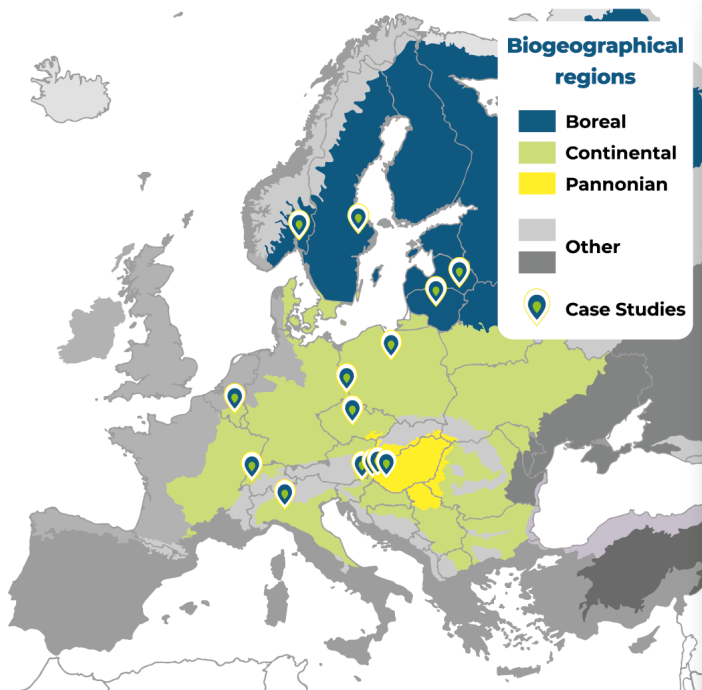 Biogeographical
regions
Boreal
Continental
Pannonian
Other
Case Studies